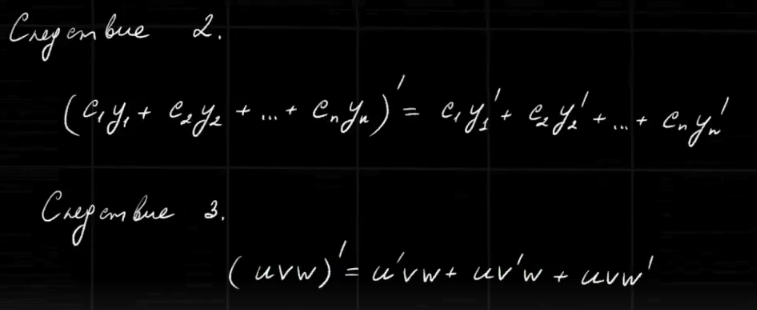 Следствие 2.
(c₁y₁ + c₂y₂ + ... + cₙyₙ)' = c₁y₁' + c₂y₂' + ... + cₙyₙ'
Следствие 3.
(uvw)' = u'vw + uv'w + uvw'